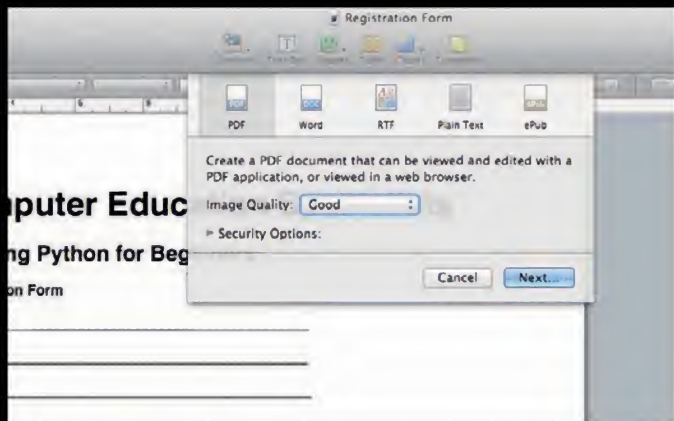 Registration Form
PDF
Word
RTF
Plain Text
ePub
Create a PDF document that can be viewed and edited with a
PDF application, or viewed in a web browser.
Image Quality: Good
Security Options:
Cancel
Next...
puter Educ
ng Python for Beg
on Form